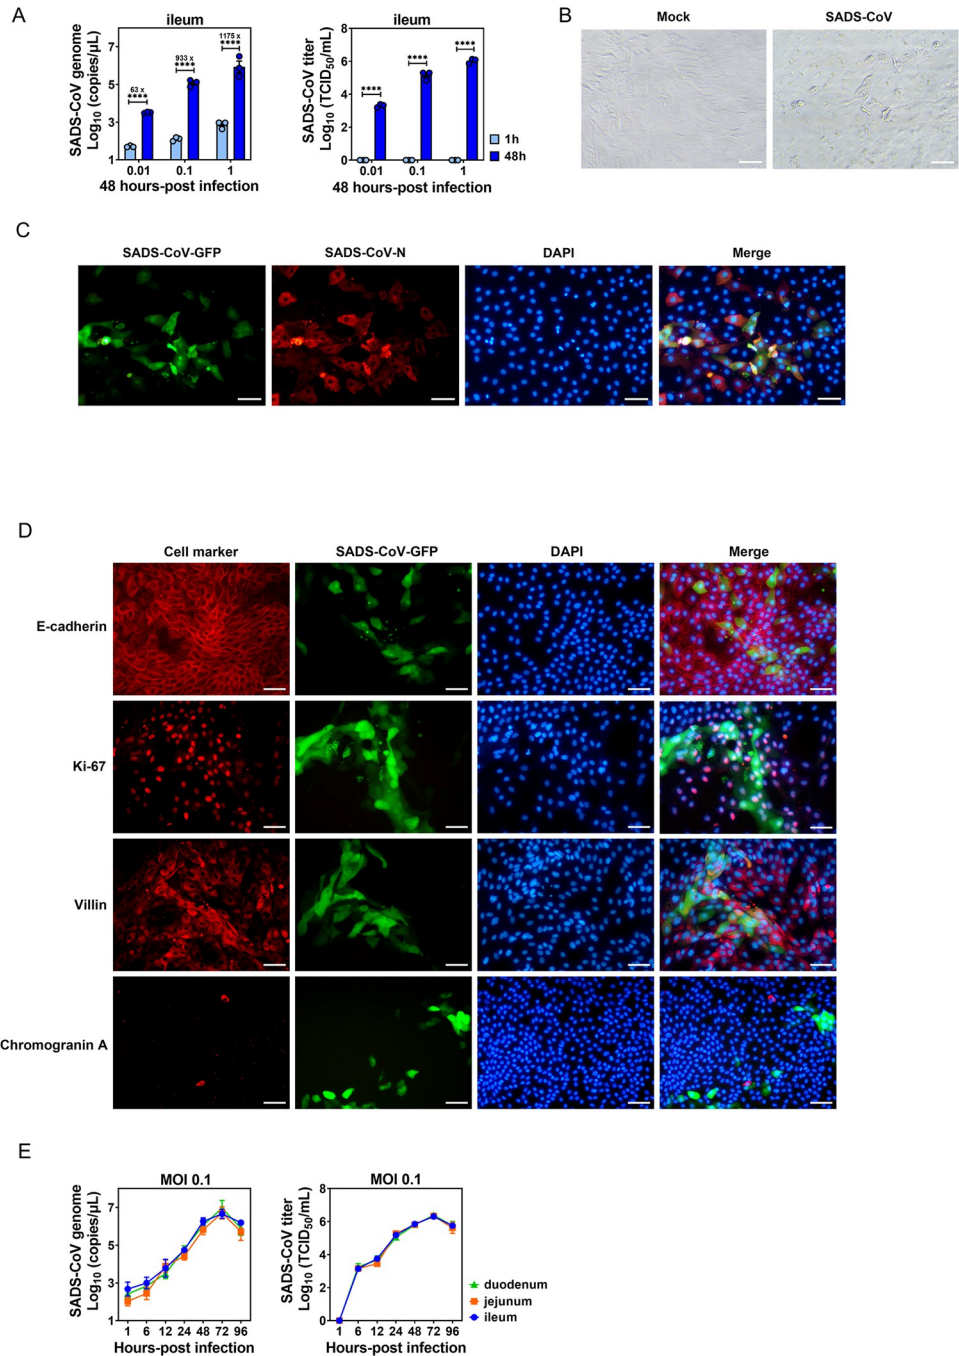 A
ileum
SADS-CoV genome
Log10 (copies/μL)
7
5
3
1
63 x
****
933 x
****
1175 x
****
0.01
0.1
1
48 hours-post infection
ileum
SADS-CoV titer
Log10 (TCID50/mL)
8
6
4
2
0
****
****
****
0.01
0.1
1
48 hours-post infection
1h
48h
B
Mock
SADS-CoV
C
SADS-CoV-GFP
SADS-CoV-N
DAPI
Merge
D
Cell marker
SADS-CoV-GFP
DAPI
Merge
E-cadherin
Ki-67
Villin
Chromogranin A
E
MOI 0.1
SADS-CoV genome
Log10 (copies/μL)
7
5
3
1
1 6 12 24 48 72 96
Hours-post infection
MOI 0.1
SADS-CoV titer
Log10 (TCID50/mL)
8
6
4
2
0
1 6 12 24 48 72 96
Hours-post infection
duodenum
jejunum
ileum